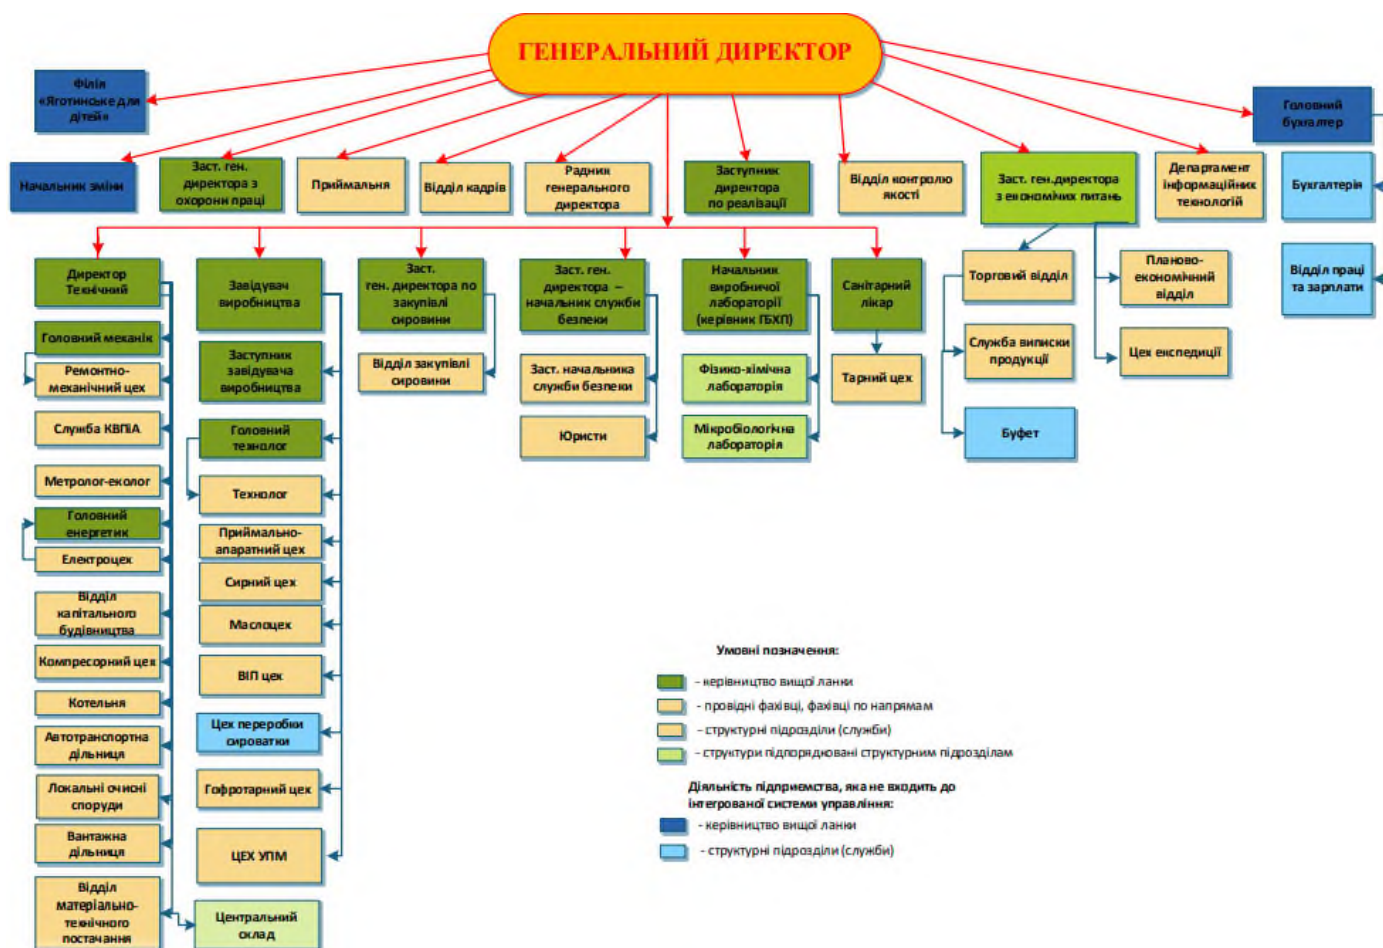 ГЕНЕРАЛЬНИЙ ДИРЕКТОР
Філія
«Яготинське для
дітей»
Головний
бухгалтер
Начальник зміни
Заст. ген.
директора з
охорони праці
Приймальня
Відділ кадрів
Радник
генерального
директора
Заступник
директора
по реалізації
Відділ контролю
якості
Заст. ген.директора
з економічих питань
Департамент
інформаційних
технологій
Бухгалтерія
Директор
Технічний
Завідувач
виробництва
Заст.
ген. директора по
закупівлі
сировини
Заст. ген.
директора –
начальник служби
безпеки
Начальник
виробничої
лабораторії
(керівник ГБХП)
Санітарний
лікар
Торговий відділ
Планово-
економічний
відділ
Відділ праці
та зарплати
Головний механік
Ремонтно-
механічний цех
Служба КВПіА
Метролог-еколог
Головний
енергетик
Електроцех
Відділ
капітального
будівництва
Компресорний цех
Котельня
Автотранспортна
дільниця
Локальні очисні
споруди
Вантажна
дільниця
Відділ
матеріально-
технічного
постачання
Заступник
завідувача
виробництва
Головний
технолог
Технолог
Приймально-
апаратний цех
Сирний цех
Маслоцех
ВІП цех
Цех переробки
сироватки
Гофротарний цех
ЦЕХ УПМ
Центральний
склад
Відділ закупівлі
сировини
Заст. начальника
служби безпеки
Юристи
Фізико-хімічна
лабораторія
Мікробіологічна
лабораторія
Тарний цех
Служба виписки
продукції
Цех експедиції
Буфет
Умовні позначення:
- керівництво вищої ланки
- провідні фахівці, фахівці по напрямам
- структурні підрозділи (служби)
- структури підпорядковані структурним підрозділам
Діяльність підприємства, яка не входить до
інтегрованої системи управління:
- керівництво вищої ланки
- структурні підрозділи (служби)